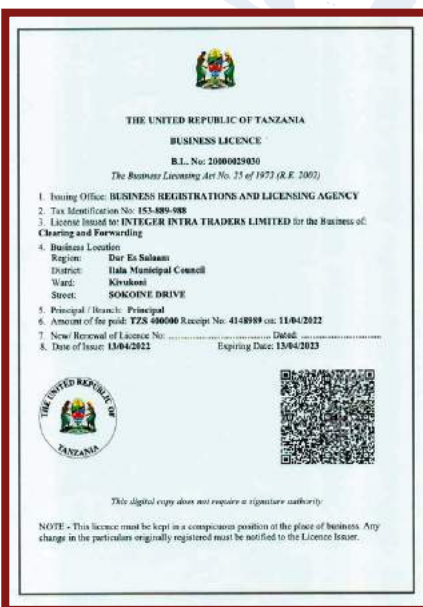 THE UNITED REPUBLIC OF TANZANIA
BUSINESS LICENCE
B.L. No: 20000029030
The Business Licensing Act No. 25 of 1972 (R.E. 2002)
1. Issuing Office: BUSINESS REGISTRATIONS AND LICENSING AGENCY
2. Tax Identification No: 153-889-988
3. License Issued to: INTEGER INTRA TRADERS LIMITED for the Business of:
Clearing and Forwarding
4. Business Location
Region: Dar Es Salaam
District: Ilala Municipal Council
Ward: Kivukoni
Street: SOKOINE DRIVE
5. Principal / Branch: Principal
6. Amount of fee paid: TZS 400000 Receipt No: 4148989 on: 11/04/2022
7. New/ Renewal of Licence No: ........................................ Dated: ................................
8. Date of Issue: 13/04/2022 Expiring Date: 13/04/2023
THE UNITED REPUBLIC OF
TANZANIA
This digital copy does not require a signature authority
NOTE - This licence must be kept in a conspicuous position at the place of business. Any
change in the particulars originally registered must be notified to the Licence Issuer.